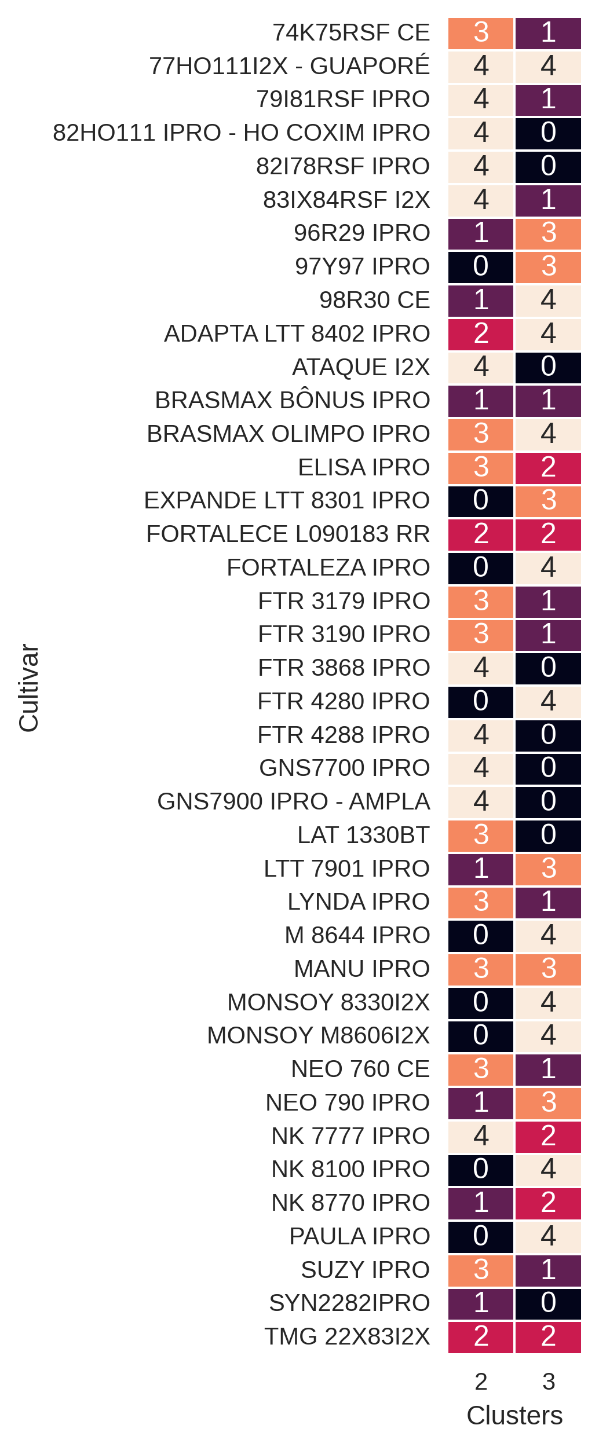 74K75RSF CE 3 1
77HO111I2X - GUAPORÉ 4 4
79I81RSF IPRO 4 1
82HO111 IPRO - HO COXIM IPRO 4 0
82I78RSF IPRO 4 0
83IX84RSF I2X 4 1
96R29 IPRO 1 3
97Y97 IPRO 0 3
98R30 CE 1 4
ADAPTA LTT 8402 IPRO 2 4
ATAQUE I2X 4 0
BRASMAX BÔNUS IPRO 1 1
BRASMAX OLIMPO IPRO 3 4
ELISA IPRO 3 2
EXPANDE LTT 8301 IPRO 0 3
FORTALECE L090183 RR 2 2
FORTALEZA IPRO 0 4
FTR 3179 IPRO 3 1
FTR 3190 IPRO 3 1
FTR 3868 IPRO 4 0
FTR 4280 IPRO 0 4
FTR 4288 IPRO 4 0
GNS7700 IPRO 4 0
GNS7900 IPRO - AMPLA 4 0
LAT 1330BT 3 0
LTT 7901 IPRO 1 3
LYNDA IPRO 3 1
M 8644 IPRO 0 4
MANU IPRO 3 3
MONSOY 8330I2X 0 4
MONSOY M8606I2X 0 4
NEO 760 CE 3 1
NEO 790 IPRO 1 3
NK 7777 IPRO 4 2
NK 8100 IPRO 0 4
NK 8770 IPRO 1 2
PAULA IPRO 0 4
SUZY IPRO 3 1
SYN2282IPRO 1 0
TMG 22X83I2X 2 2
Cultivar
2 3
Clusters